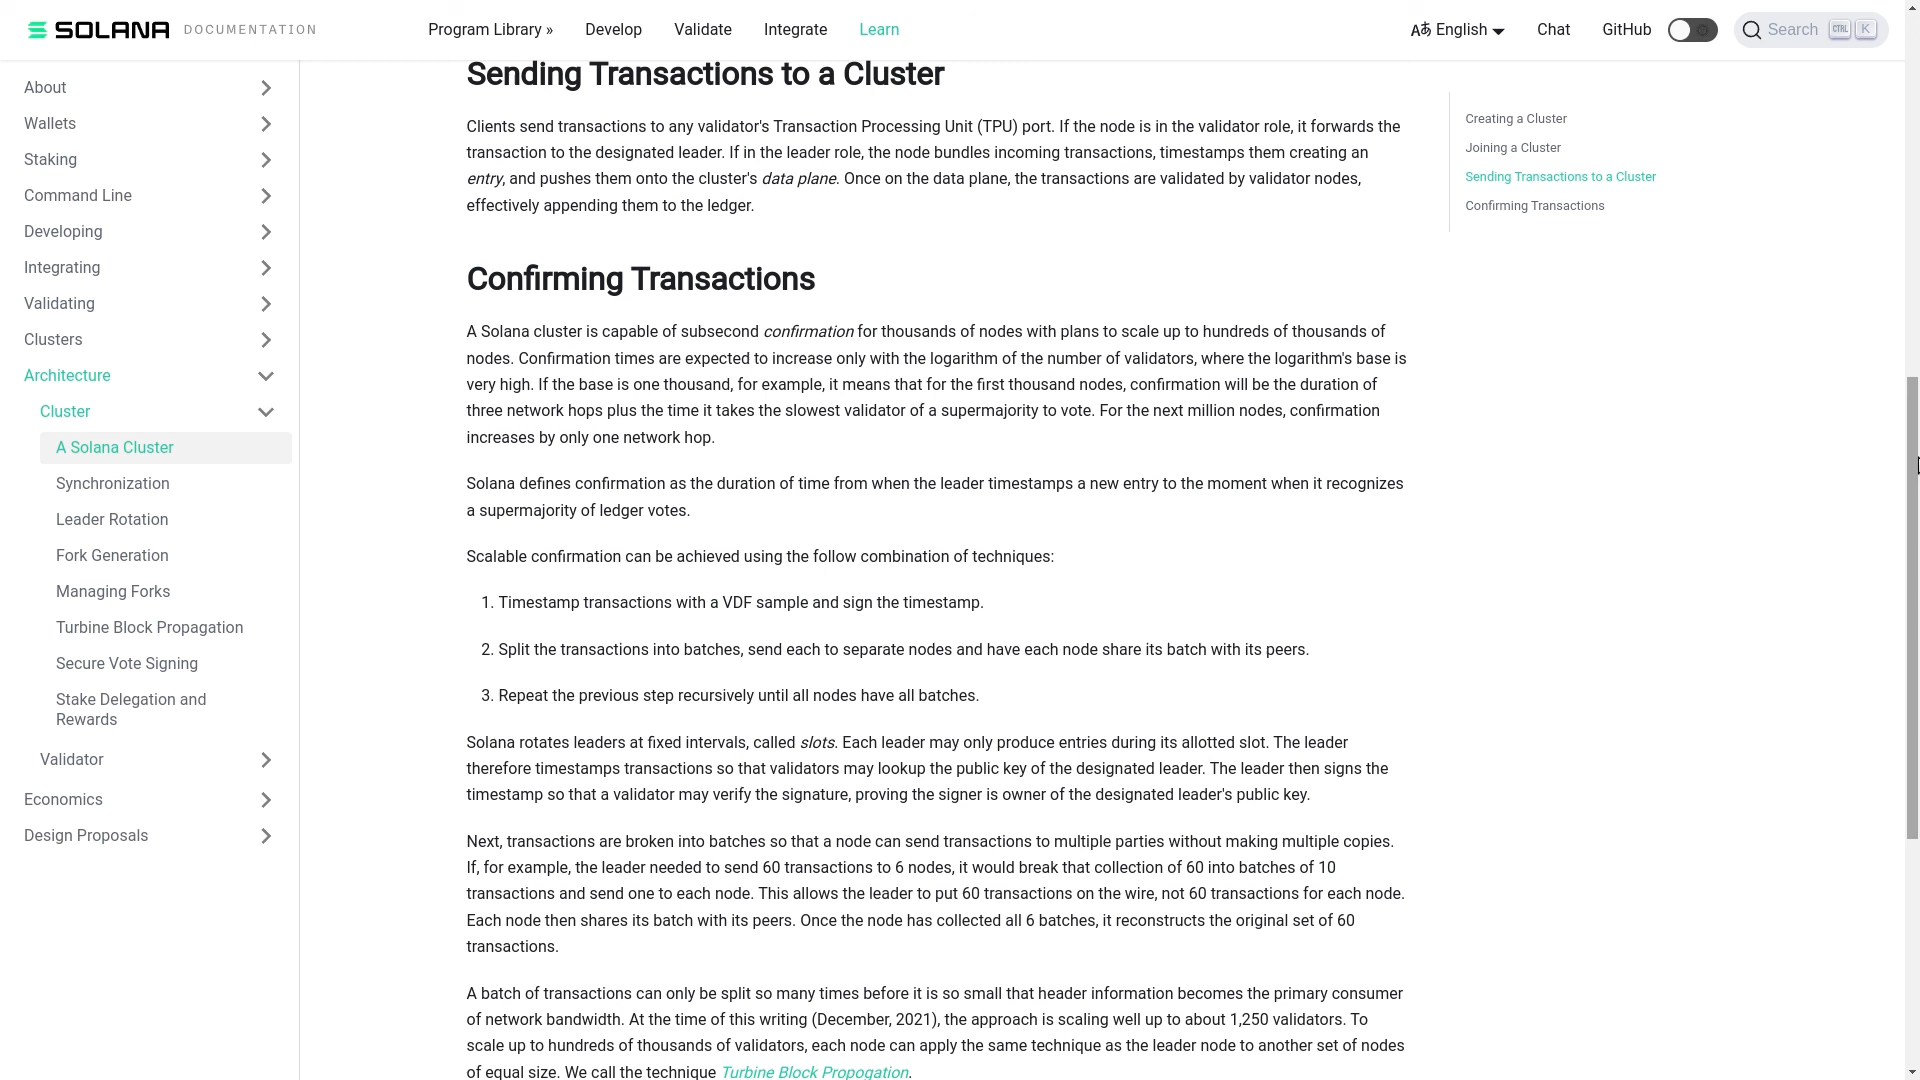 SOLANA DOCUMENTATION
Program Library »
Develop
Validate
Integrate
Learn
English
Chat
GitHub
Search
CTRL
K
About
Wallets
Staking
Command Line
Developing
Integrating
Validating
Clusters
Architecture
Cluster
A Solana Cluster
Synchronization
Leader Rotation
Fork Generation
Managing Forks
Turbine Block Propagation
Secure Vote Signing
Stake Delegation and
Rewards
Validator
Economics
Design Proposals
Sending Transactions to a Cluster
Clients send transactions to any validator's Transaction Processing Unit (TPU) port. If the node is in the validator role, it forwards the
transaction to the designated leader. If in the leader role, the node bundles incoming transactions, timestamps them creating an
entry, and pushes them onto the cluster's data plane. Once on the data plane, the transactions are validated by validator nodes,
effectively appending them to the ledger.
Confirming Transactions
A Solana cluster is capable of subsecond confirmation for thousands of nodes with plans to scale up to hundreds of thousands of
nodes. Confirmation times are expected to increase only with the logarithm of the number of validators, where the logarithm's base is
very high. If the base is one thousand, for example, it means that for the first thousand nodes, confirmation will be the duration of
three network hops plus the time it takes the slowest validator of a supermajority to vote. For the next million nodes, confirmation
increases by only one network hop.
Solana defines confirmation as the duration of time from when the leader timestamps a new entry to the moment when it recognizes
a supermajority of ledger votes.
Scalable confirmation can be achieved using the follow combination of techniques:
1. Timestamp transactions with a VDF sample and sign the timestamp.
2. Split the transactions into batches, send each to separate nodes and have each node share its batch with its peers.
3. Repeat the previous step recursively until all nodes have all batches.
Solana rotates leaders at fixed intervals, called slots. Each leader may only produce entries during its allotted slot. The leader
therefore timestamps transactions so that validators may lookup the public key of the designated leader. The leader then signs the
timestamp so that a validator may verify the signature, proving the signer is owner of the designated leader's public key.
Next, transactions are broken into batches so that a node can send transactions to multiple parties without making multiple copies.
If, for example, the leader needed to send 60 transactions to 6 nodes, it would break that collection of 60 into batches of 10
transactions and send one to each node. This allows the leader to put 60 transactions on the wire, not 60 transactions for each node.
Each node then shares its batch with its peers. Once the node has collected all 6 batches, it reconstructs the original set of 60
transactions.
A batch of transactions can only be split so many times before it is so small that header information becomes the primary consumer
of network bandwidth. At the time of this writing (December, 2021), the approach is scaling well up to about 1,250 validators. To
scale up to hundreds of thousands of validators, each node can apply the same technique as the leader node to another set of nodes
of equal size. We call the technique Turbine Block Propogation.
Creating a Cluster
Joining a Cluster
Sending Transactions to a Cluster
Confirming Transactions